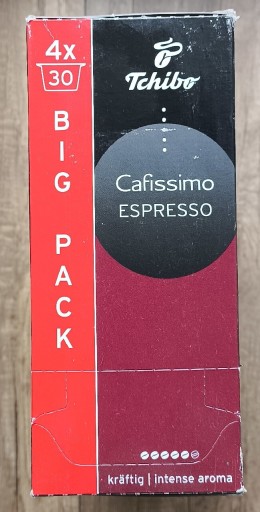 4x
30
BIG PACK
Tchibo
Cafissimo
ESPRESSO
kräftig | intense aroma